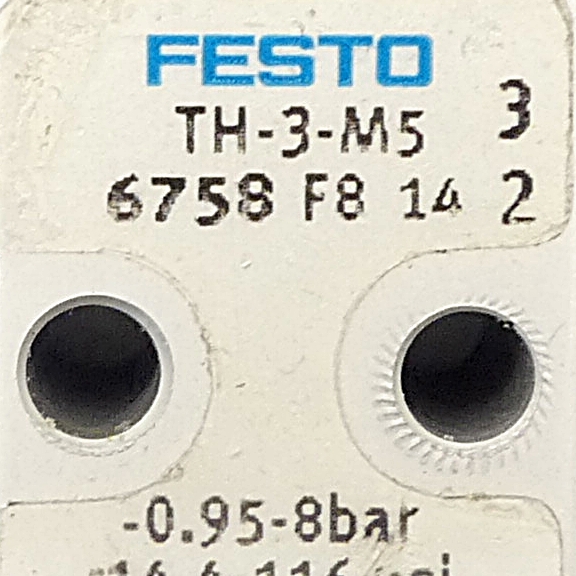 FESTO
TH-3-M5 3
6758 F8 14 2
-0.95-8bar